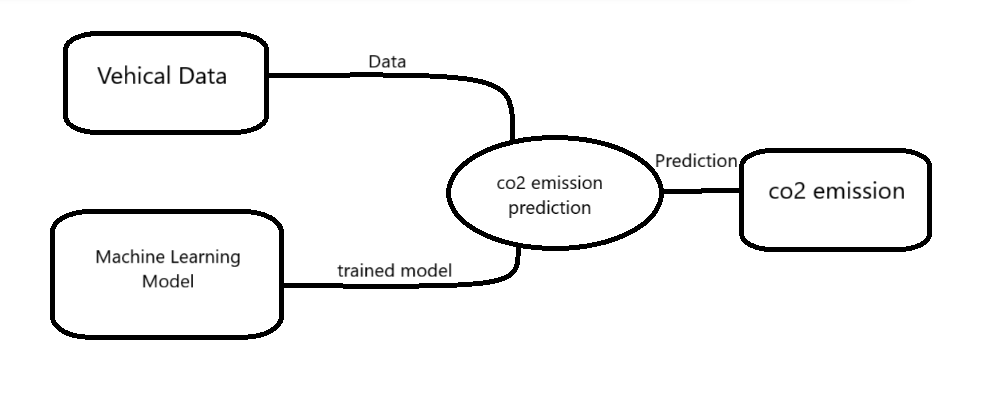 Vehical Data
Data
co2 emission
prediction
Prediction
co2 emission
Machine Learning
Model
trained model